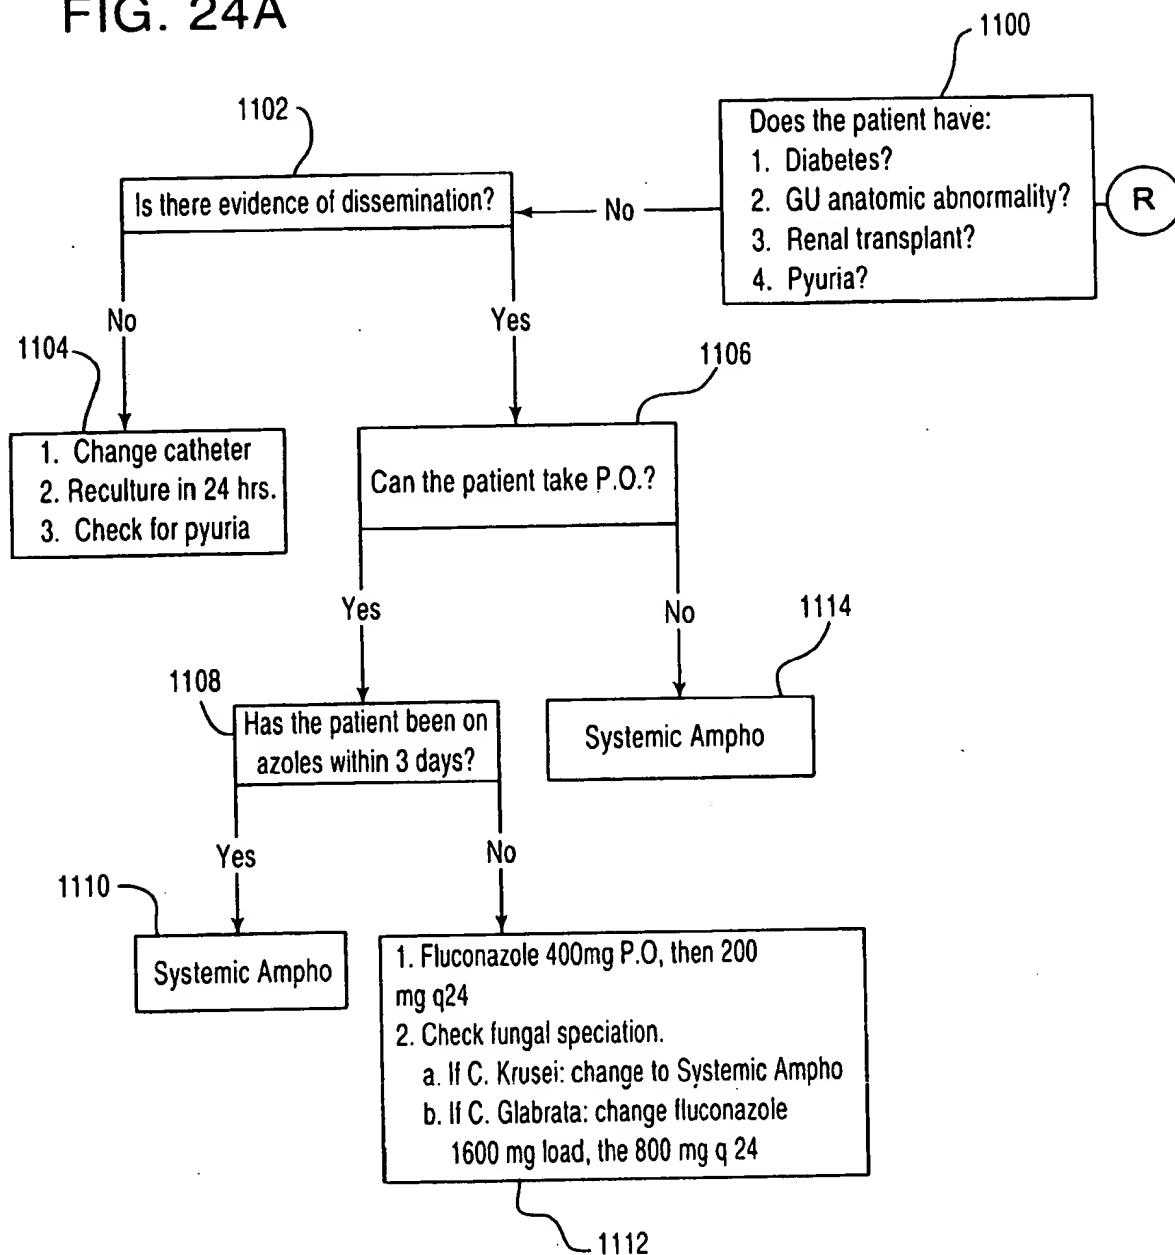 FIG. 24A
1100
Does the patient have:
1. Diabetes?
2. GU anatomic abnormality?
3. Renal transplant?
4. Pyuria?
R
1102
Is there evidence of dissemination?
No
No
Yes
1104
1. Change catheter
2. Reculture in 24 hrs.
3. Check for pyuria
1106
Can the patient take P.O.?
Yes
No
1108
Has the patient been on
azoles within 3 days?
1114
Systemic Ampho
Yes
No
1110
Systemic Ampho
1. Fluconazole 400mg P.O, then 200
mg q24
2. Check fungal speciation.
a. If C. Krusei: change to Systemic Ampho
b. If C. Glabrata: change fluconazole
1600 mg load, the 800 mg q 24
1112